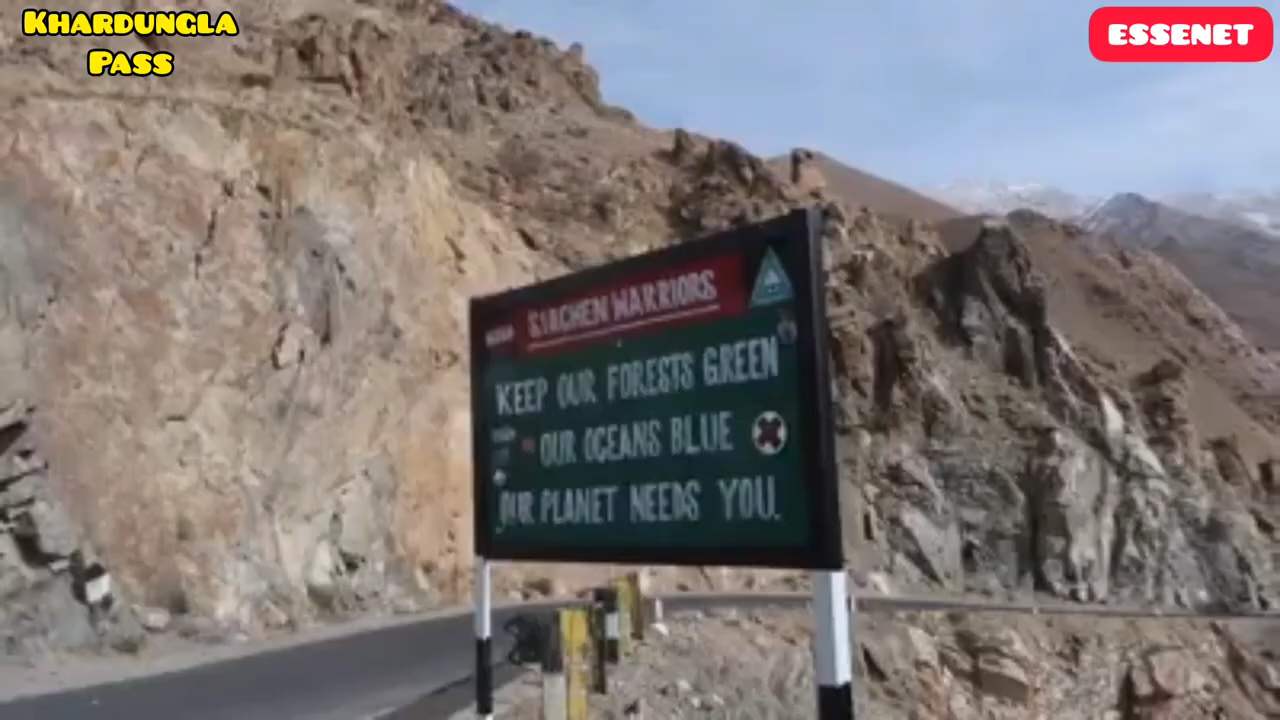 KHARDUNGLA
PASS
ESSENET
SIACHEN WARRIORS
KEEP OUR FORESTS GREEN
OUR OCEANS BLUE
OUR PLANET NEEDS YOU.